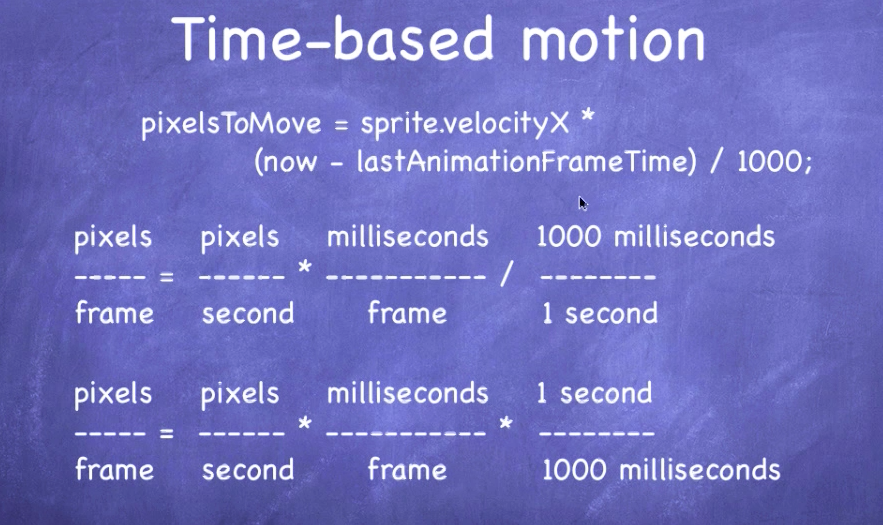 Time-based motion
pixelsToMove = sprite.velocityX *
(now - lastAnimationFrameTime) / 1000;
pixels pixels milliseconds 1000 milliseconds
----- = ------ * ----------- / --------
frame second frame 1 second
pixels pixels milliseconds 1 second
----- = ------ * ----------- * --------
frame second frame 1000 milliseconds